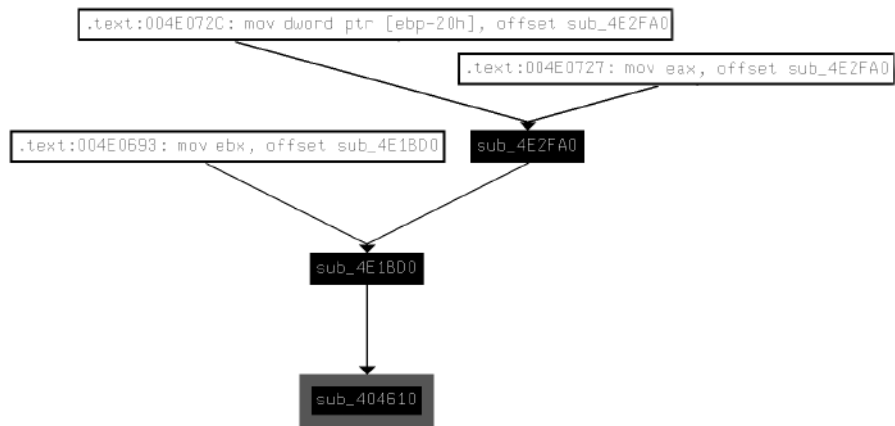 .text:004E072C: mov dword ptr [ebp-20h], offset sub_4E2FA0
.text:004E0727: mov eax, offset sub_4E2FA0
.text:004E0693: mov ebx, offset sub_4E1BD0
sub_4E2FA0
sub_4E1BD0
sub_404610